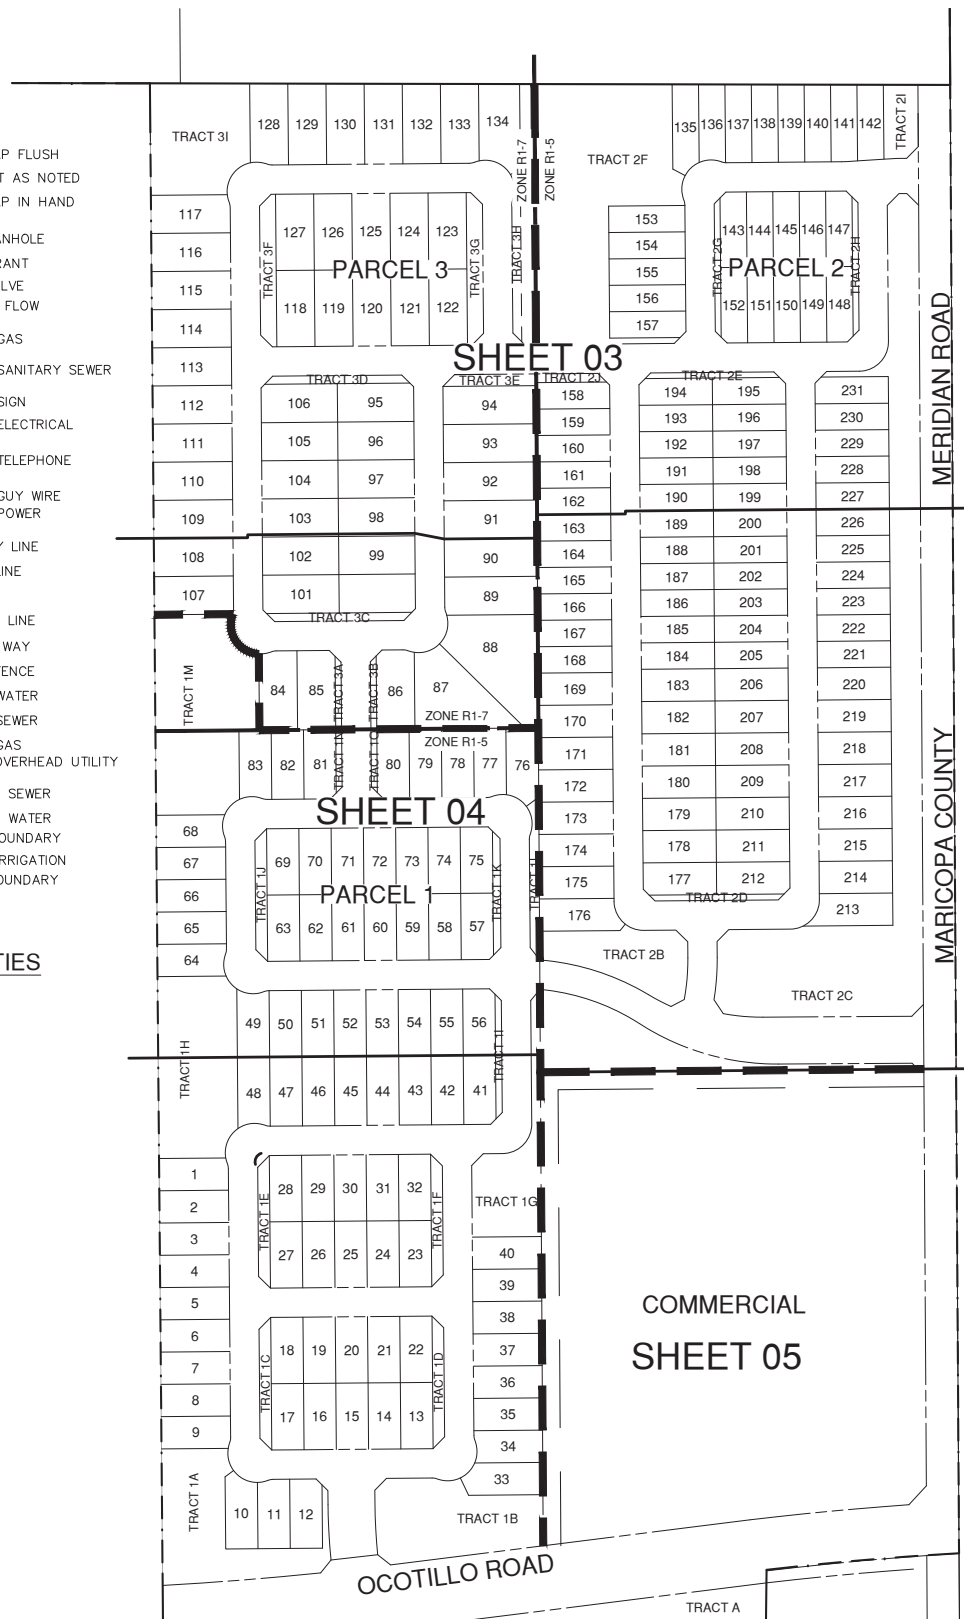 128 129 130 131 132 133 134
TRACT 3I
ZONE R1-7
ZONE R1-5
TRACT 2F
135 136 137 138 139 140 141 142
TRACT 2I
P FLUSH
T AS NOTED
P IN HAND
ANHOLE
RANT
LVE
FLOW
GAS
SANITARY SEWER
SIGN
ELECTRICAL
TELEPHONE
GUY WIRE
POWER
Y LINE
INE
LINE
WAY
FENCE
WATER
SEWER
GAS
OVERHEAD UTILITY
SEWER
WATER
OUNDARY
RRIGATION
OUNDARY
TIES
117
116
115
114
113
112
111
110
109
108
107
TRACT 3F
127 126 125 124 123
PARCEL 3
118 119 120 121 122
TRACT 3G
TRACT 3H
153
154
155
156
157
TRACT 2G
143 144 145 146 147
PARCEL 2
152 151 150 149 148
TRACT 2H
MERIDIAN ROAD
SHEET 03
TRACT 3D
TRACT 3E
TRACT 2J
TRACT 2E
106 95
105 96
104 97
103 98
102 99
101
TRACT 3C
94
93
92
91
90
89
88
158
159
160
161
162
163
164
165
166
167
168
169
170
171
172
173
174
175
176
194 195
193 196
192 197
191 198
190 199
189 200
188 201
187 202
186 203
185 204
184 205
183 206
182 207
181 208
180 209
179 210
178 211
177 212
TRACT 2D
231
230
229
228
227
226
225
224
223
222
221
220
219
218
217
216
215
214
213
TRACT 1M
84 85
TRACT 3A
TRACT 3B
86 87
ZONE R1-7
ZONE R1-5
83 82 81
TRACT 1N
TRACT 1O
80 79 78 77 76
SHEET 04
MARICOPA COUNTY
68
67
66
65
64
TRACT 1J
69 70 71 72 73 74 75
PARCEL 1
63 62 61 60 59 58 57
TRACT 1K
TRACT 1L
TRACT 2B
TRACT 2C
TRACT 1H
49 50 51 52 53 54 55 56
48 47 46 45 44 43 42 41
TRACT 1I
1
2
3
4
5
6
7
8
9
TRACT 1E
28 29 30 31 32
27 26 25 24 23
TRACT 1F
TRACT 1G
40
39
38
37
36
35
34
33
TRACT 1C
18 19 20 21 22
17 16 15 14 13
TRACT 1D
COMMERCIAL
SHEET 05
TRACT 1A
10 11 12
TRACT 1B
OCOTILLO ROAD
TRACT A